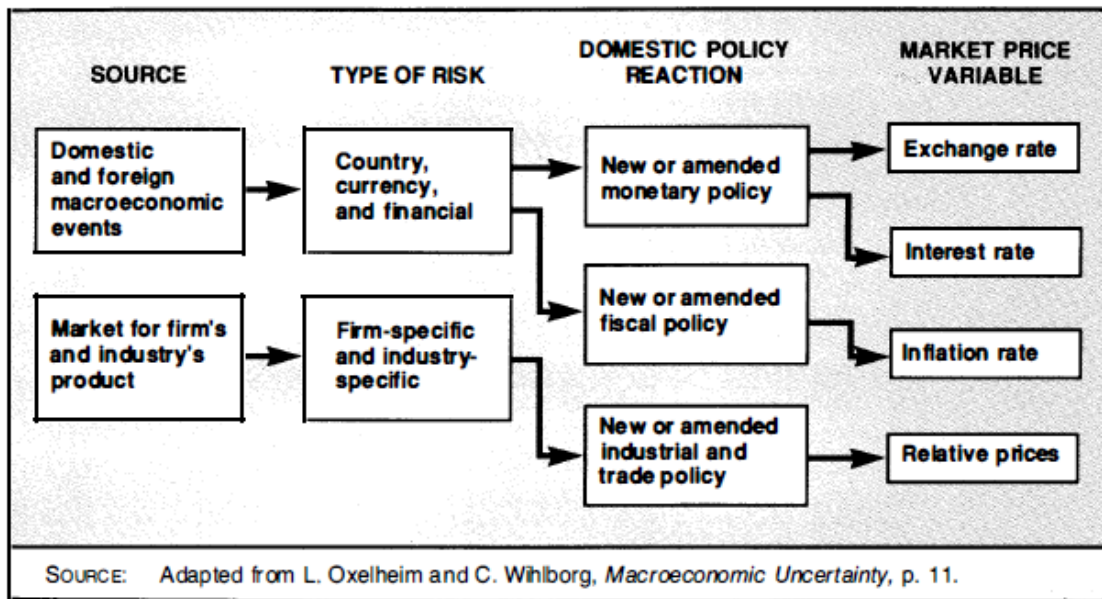 SOURCE
TYPE OF RISK
DOMESTIC POLICY
REACTION
MARKET PRICE
VARIABLE
Domestic
and foreign
macroeconomic
events
Country,
currency,
and financial
New or amended
monetary policy
Exchange rate
Interest rate
Market for firm's
and industry's
product
Firm-specific
and industry-
specific
New or amended
fiscal policy
Inflation rate
New or amended
industrial and
trade policy
Relative prices
SOURCE: Adapted from L. Oxelheim and C. Wihlborg, Macroeconomic Uncertainty, p. 11.